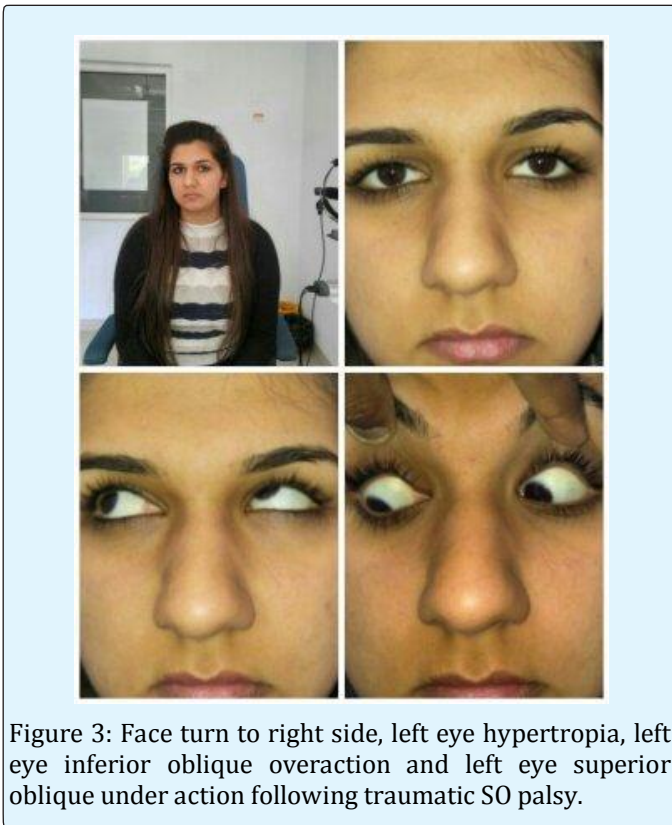 Figure 3: Face turn to right side, left eye hypertropia, left
eye inferior oblique overaction and left eye superior
oblique under action following traumatic SO palsy.